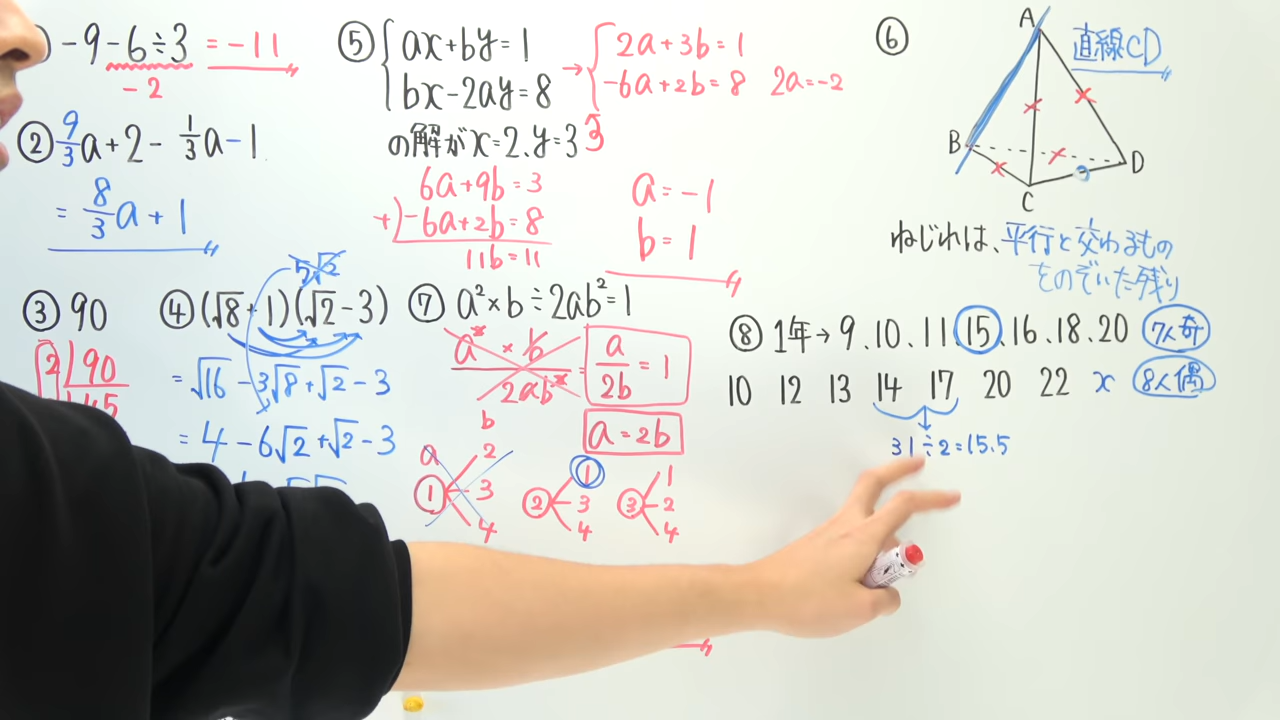 -9-6÷3 = -11
-2
② 9/3a+2-1/3a-1
= 8/3a+1
③ 90
2 90
45
④ (√8+1)(√2-3)
5√2
= √16-3√8+√2-3
= 4-6√2+√2-3
⑤ ax+by=1
bx-2ay=8
の解がx=2、y=3 3
→ 2a+3b=1
-6a+2b=8 2a=-2
6a+9b=3
+) -6a+2b=8
11b=11
a=-1
b=1
⑥
A
B
C
D
直線CD
ねじれは、平行と交わるもの
をのぞいた残り
⑦ a²×b÷2ab²=1
a²×b/2ab² = a/2b = 1
a=2b
a b
① 2 3 4
② 1 3 4
③ 1 2 4
⑧ 1年→9、10、11、15、16、18、20 7人奇
10 12 13 14 17 20 22 x 8人偶
31÷2=15.5